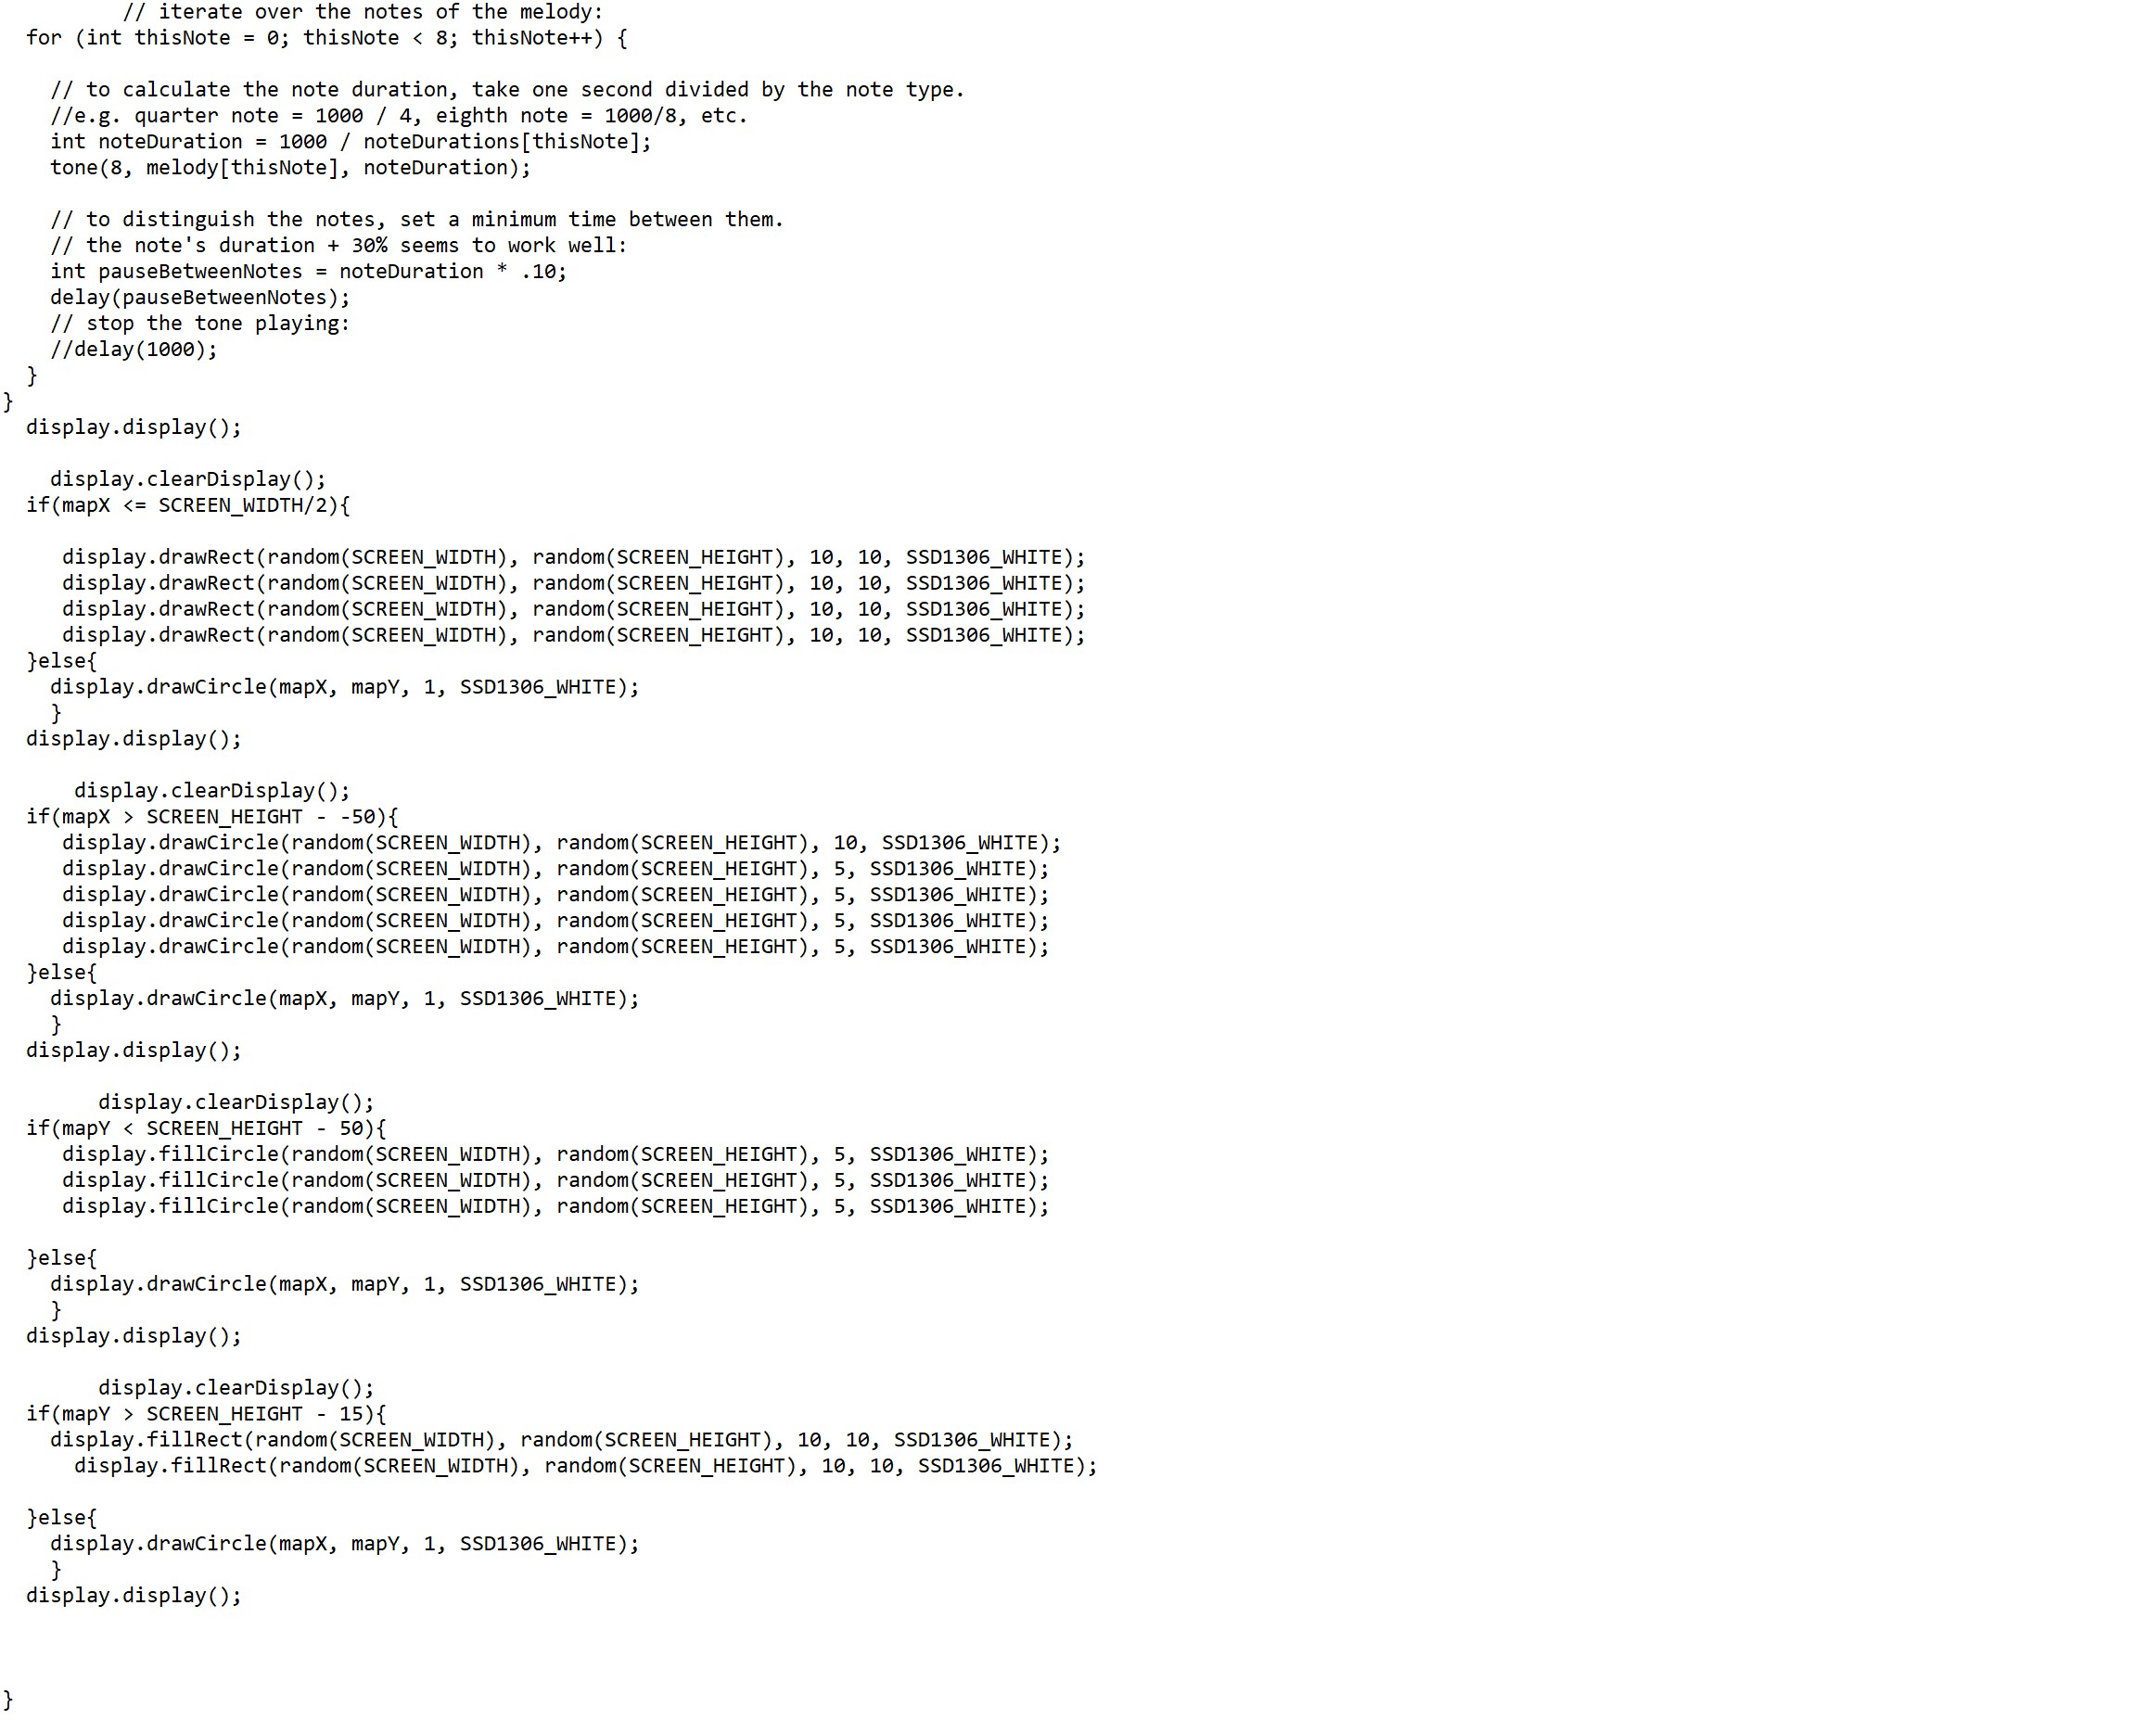 // iterate over the notes of the melody:
for (int thisNote = 0; thisNote < 8; thisNote++) {
// to calculate the note duration, take one second divided by the note type.
//e.g. quarter note = 1000 / 4, eighth note = 1000/8, etc.
int noteDuration = 1000 / noteDurations[thisNote];
tone(8, melody[thisNote], noteDuration);
// to distinguish the notes, set a minimum time between them.
// the note's duration + 30% seems to work well:
int pauseBetweenNotes = noteDuration * .10;
delay(pauseBetweenNotes);
// stop the tone playing:
//delay(1000);
}
}
display.display();
display.clearDisplay();
if(mapX <= SCREEN_WIDTH/2){
display.drawRect(random(SCREEN_WIDTH), random(SCREEN_HEIGHT), 10, 10, SSD1306_WHITE);
display.drawRect(random(SCREEN_WIDTH), random(SCREEN_HEIGHT), 10, 10, SSD1306_WHITE);
display.drawRect(random(SCREEN_WIDTH), random(SCREEN_HEIGHT), 10, 10, SSD1306_WHITE);
display.drawRect(random(SCREEN_WIDTH), random(SCREEN_HEIGHT), 10, 10, SSD1306_WHITE);
}else{
display.drawCircle(mapX, mapY, 1, SSD1306_WHITE);
}
display.display();
display.clearDisplay();
if(mapX > SCREEN_HEIGHT - -50){
display.drawCircle(random(SCREEN_WIDTH), random(SCREEN_HEIGHT), 10, SSD1306_WHITE);
display.drawCircle(random(SCREEN_WIDTH), random(SCREEN_HEIGHT), 5, SSD1306_WHITE);
display.drawCircle(random(SCREEN_WIDTH), random(SCREEN_HEIGHT), 5, SSD1306_WHITE);
display.drawCircle(random(SCREEN_WIDTH), random(SCREEN_HEIGHT), 5, SSD1306_WHITE);
display.drawCircle(random(SCREEN_WIDTH), random(SCREEN_HEIGHT), 5, SSD1306_WHITE);
}else{
display.drawCircle(mapX, mapY, 1, SSD1306_WHITE);
}
display.display();
display.clearDisplay();
if(mapY < SCREEN_HEIGHT - 50){
display.fillCircle(random(SCREEN_WIDTH), random(SCREEN_HEIGHT), 5, SSD1306_WHITE);
display.fillCircle(random(SCREEN_WIDTH), random(SCREEN_HEIGHT), 5, SSD1306_WHITE);
display.fillCircle(random(SCREEN_WIDTH), random(SCREEN_HEIGHT), 5, SSD1306_WHITE);
}else{
display.drawCircle(mapX, mapY, 1, SSD1306_WHITE);
}
display.display();
display.clearDisplay();
if(mapY > SCREEN_HEIGHT - 15){
display.fillRect(random(SCREEN_WIDTH), random(SCREEN_HEIGHT), 10, 10, SSD1306_WHITE);
display.fillRect(random(SCREEN_WIDTH), random(SCREEN_HEIGHT), 10, 10, SSD1306_WHITE);
}else{
display.drawCircle(mapX, mapY, 1, SSD1306_WHITE);
}
display.display();
}